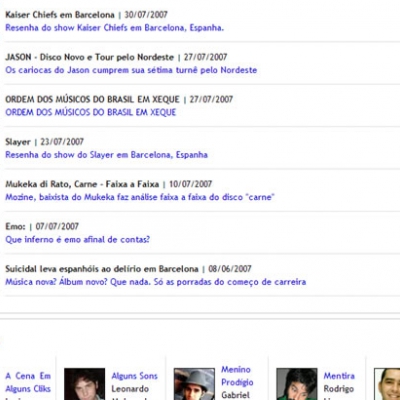 Kaiser Chiefs em Barcelona | 30/07/2007
Resenha do show Kaiser Chiefs em Barcelona, Espanha.
JASON - Disco Novo e Tour pelo Nordeste | 27/07/2007
Os cariocas do Jason cumprem sua sétima turnê pelo Nordeste
ORDEM DOS MÚSICOS DO BRASIL EM XEQUE | 27/07/2007
ORDEM DOS MÚSICOS DO BRASIL EM XEQUE
Slayer | 23/07/2007
Resenha do show do Slayer em Barcelona, Espanha
Mukeka di Rato, Carne - Faixa a Faixa | 10/07/2007
Mozine, baixista do Mukeka faz análise faixa a faixa do disco "carne"
Emo: | 07/07/2007
Que inferno é emo afinal de contas?
Suicidal leva espanhóis ao delírio em Barcelona | 08/06/2007
Música nova? Álbum novo? Que nada. Só as porradas do começo de carreira
A Cena Em
Alguns Cliks
Alguns Sons
Leonardo
Menino
Prodígio
Gabriel
Mentira
Rodrigo